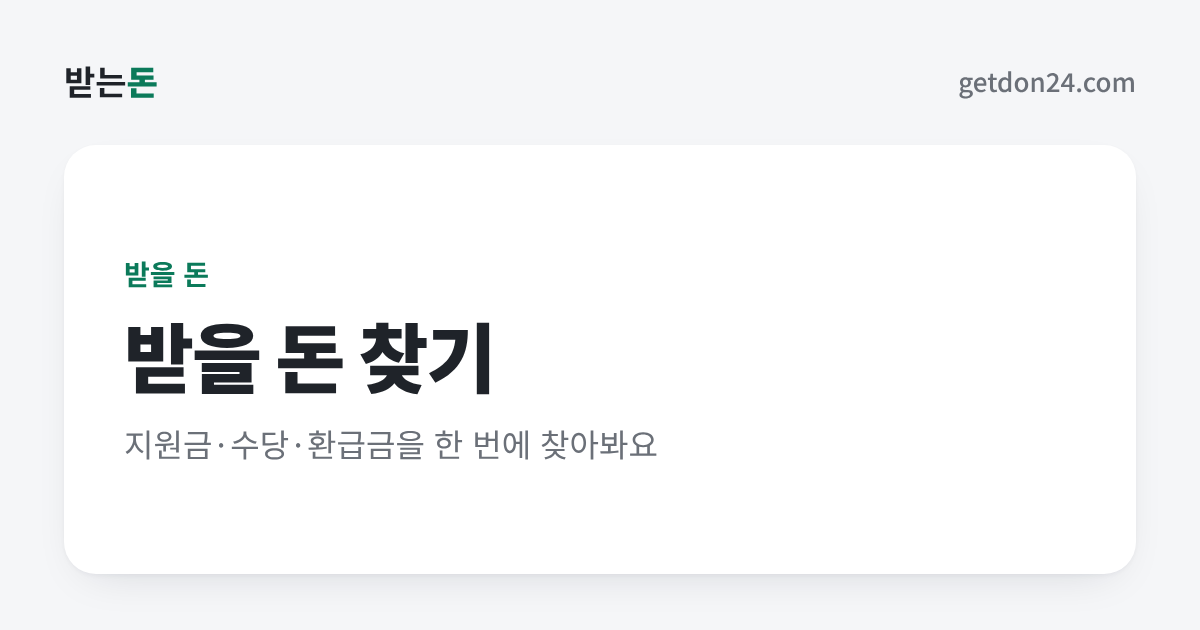 받는돈
getdon24.com
받을 돈
받을 돈 찾기
지원금·수당·환급금을 한 번에 찾아봐요